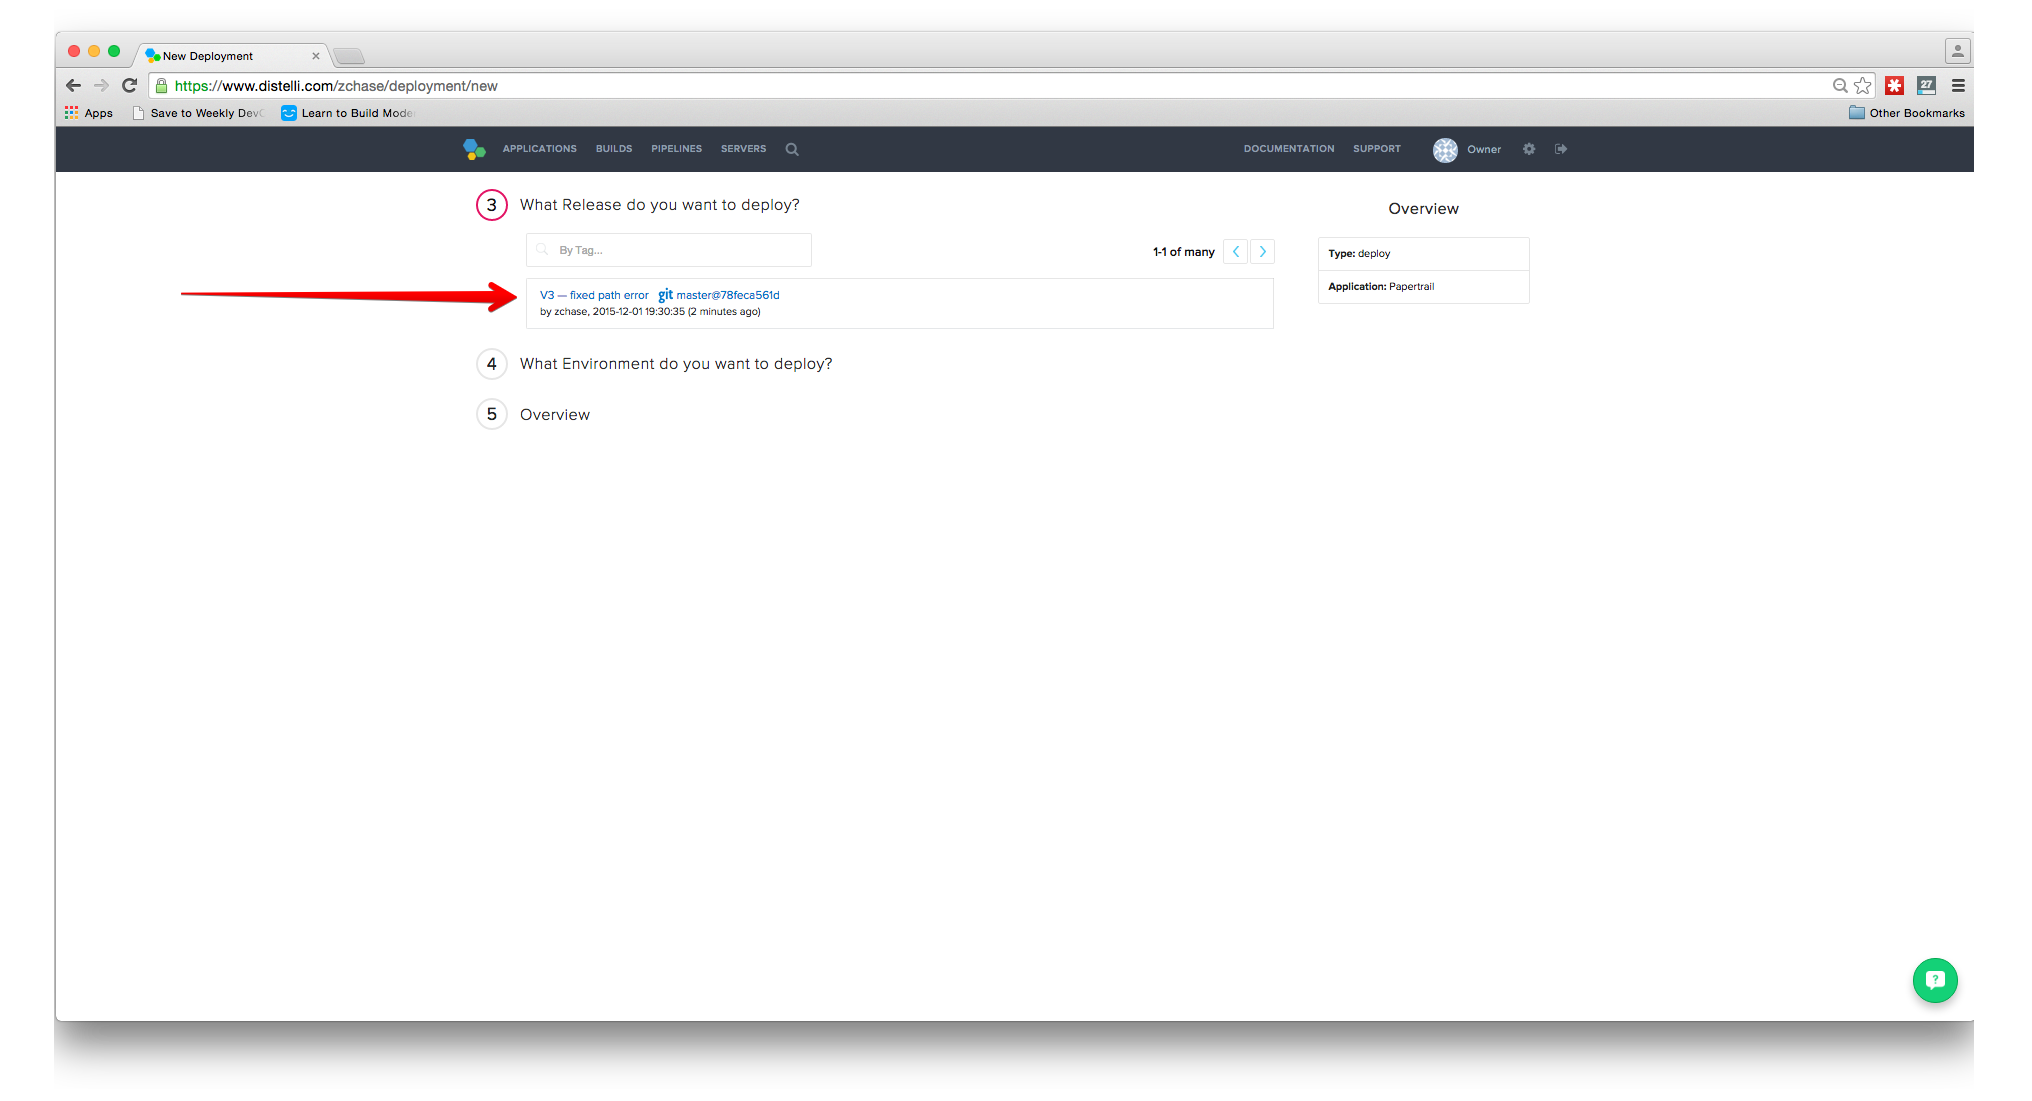 New Deployment
https://www.distelli.com/zchase/deployment/new
27
Apps Save to Weekly Dev Learn to Build Mode Other Bookmarks
APPLICATIONS BUILDS PIPELINES SERVERS DOCUMENTATION SUPPORT Owner
3 What Release do you want to deploy?
By Tag...
1-1 of many
V3 — fixed path error git master@78feca561d
by zchase, 2015-12-01 19:30:35 (2 minutes ago)
4 What Environment do you want to deploy?
5 Overview
Overview
Type: deploy
Application: Papertrail
?